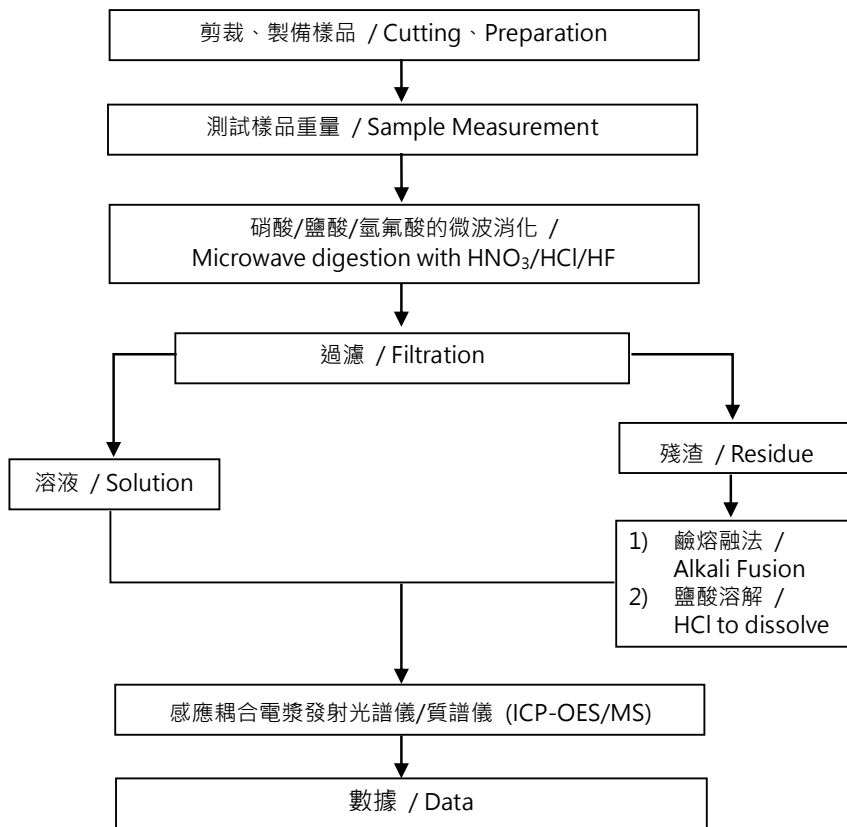 剪裁、製備樣品 / Cutting、Preparation
測試樣品重量 / Sample Measurement
硝酸/鹽酸/氫氟酸的微波消化 /
Microwave digestion with HNO₃/HCl/HF
過濾 / Filtration
溶液 / Solution
殘渣 / Residue
1) 鹼熔融法 /
Alkali Fusion
2) 鹽酸溶解 /
HCl to dissolve
感應耦合電漿發射光譜儀/質譜儀 (ICP-OES/MS)
數據 / Data